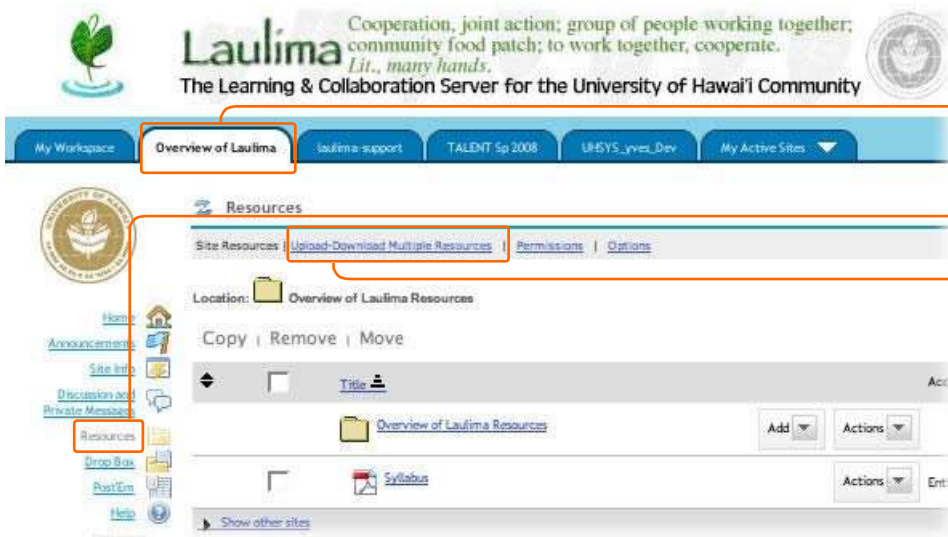 Laulima
Cooperation, joint action; group of people working together;
community food patch; to work together, cooperate.
Lit., many hands.
The Learning & Collaboration Server for the University of Hawai'i Community
My Workspace Overview of Laulima laulima-support TALENT Sp 2008 UHSYS_yves_Dev My Active Sites
Resources
Site Resources | Upload-Download Multiple Resources | Permissions | Options
Location: Overview of Laulima Resources
Copy | Remove | Move
Title
Overview of Laulima Resources Add Actions
Syllabus Actions
Show other sites
Home
Announcements
Site Info
Discussion and
Private Messages
Resources
Drop Box
Post'Em
Help